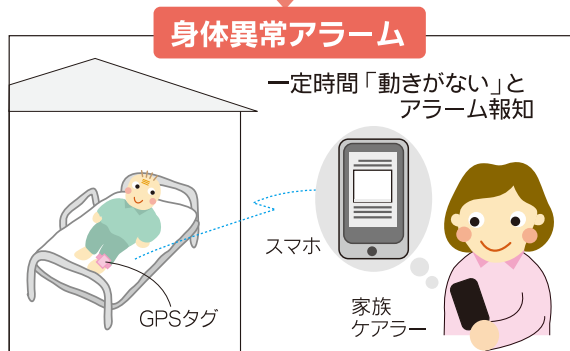 身体異常アラーム
一定時間「動きがない」と
アラーム報知
スマホ
GPSタグ
家族
ケアラー